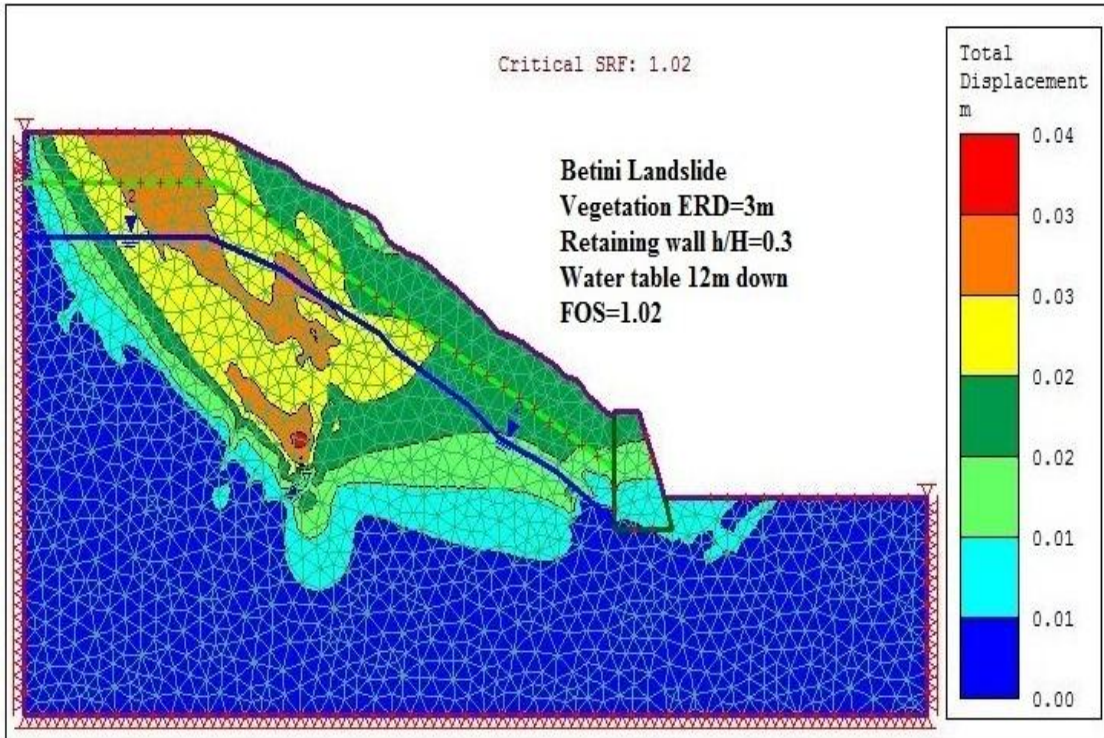 Critical SRF: 1.02
Betini Landslide
Vegetation ERD=3m
Retaining wall h/H=0.3
Water table 12m down
FOS=1.02
Total
Displacement
m
0.04
0.03
0.03
0.02
0.02
0.01
0.01
0.00
2